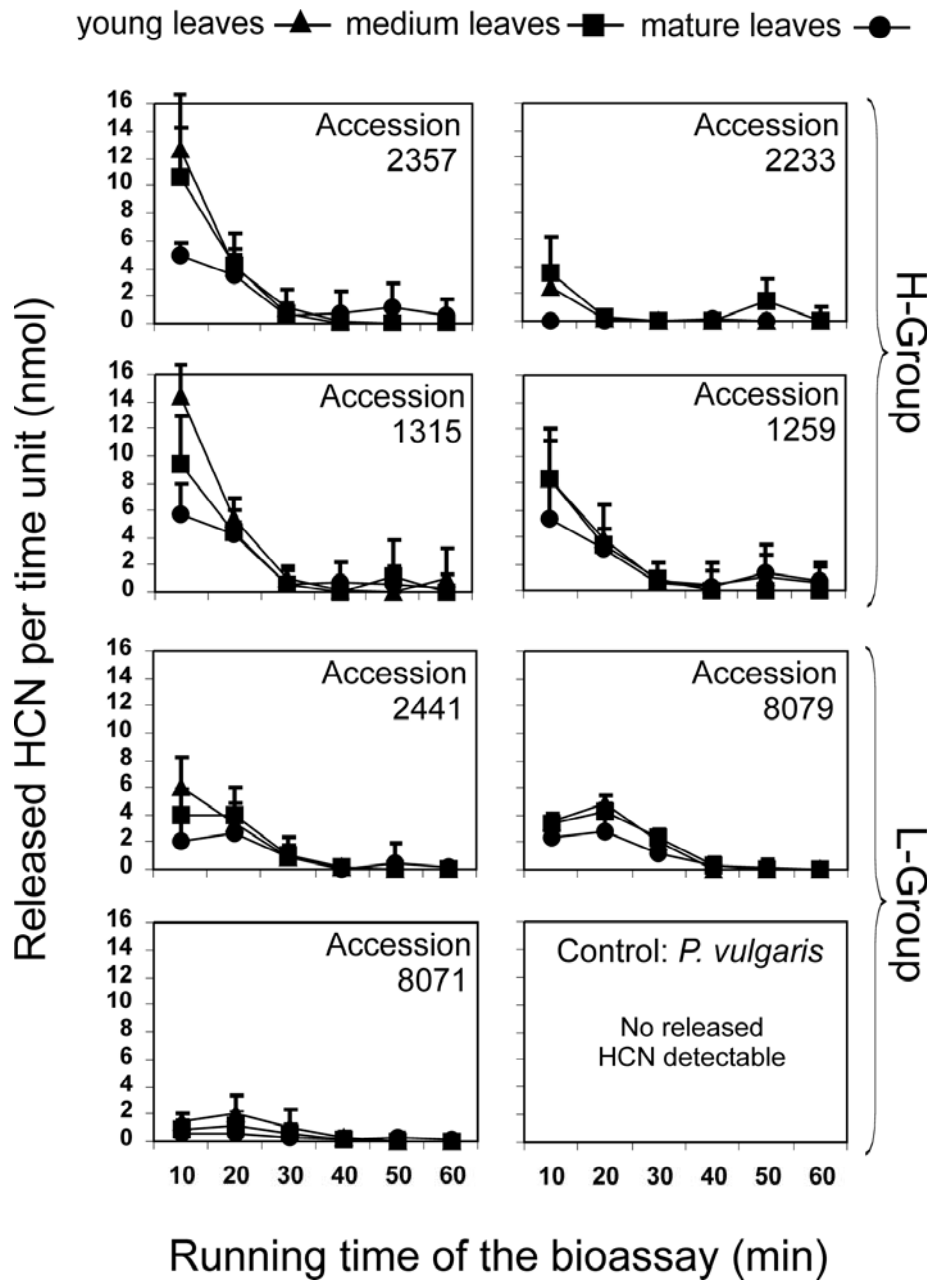 young leaves medium leaves mature leaves
Released HCN per time unit (nmol)
16
14
12
10
8
6
4
2
0
Accession
2357
Accession
2233
H-Group
16
14
12
10
8
6
4
2
0
Accession
1315
Accession
1259
16
14
12
10
8
6
4
2
0
Accession
2441
Accession
8079
L-Group
16
14
12
10
8
6
4
2
0
Accession
8071
Control: P. vulgaris
No released
HCN detectable
10 20 30 40 50 60
10 20 30 40 50 60
Running time of the bioassay (min)